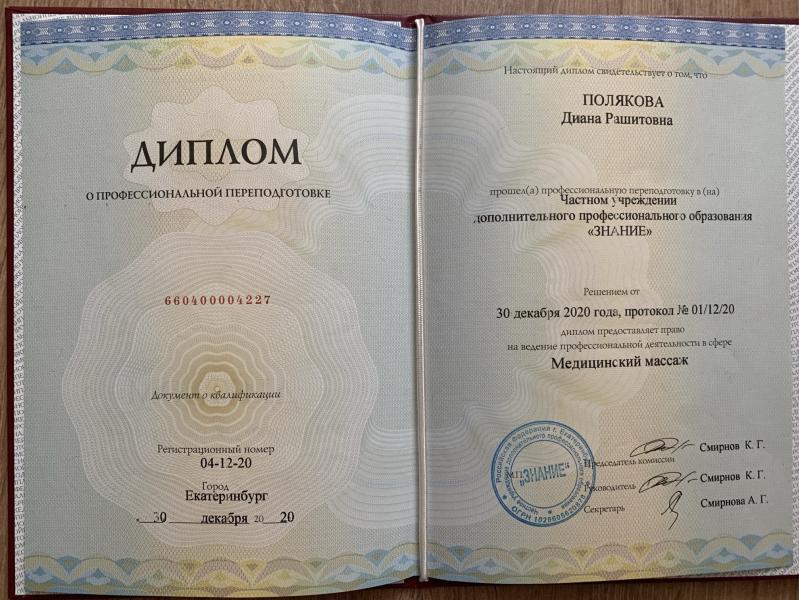 ДИПЛОМ
О ПРОФЕССИОНАЛЬНОЙ ПЕРЕПОДГОТОВКЕ
660400004227
Документ о квалификации
Регистрационный номер
04-12-20
Город
Екатеринбург
30 декабря 20 20
Настоящий диплом свидетельствует о том, что
ПОЛЯКОВА
Диана Рашитовна
прошел(а) профессиональную переподготовку в (на)
Частном учреждении
дополнительного профессионального образования
«ЗНАНИЕ»
Решением от
30 декабря 2020 года, протокол № 01/12/20
диплом предоставляет право
на ведение профессиональной деятельности в сфере
Медицинский массаж
Председатель комиссии Смирнов К. Г.
Руководитель Смирнов К. Г.
Секретарь Смирнова А. Г.
М.П.
"ЗНАНИЕ"